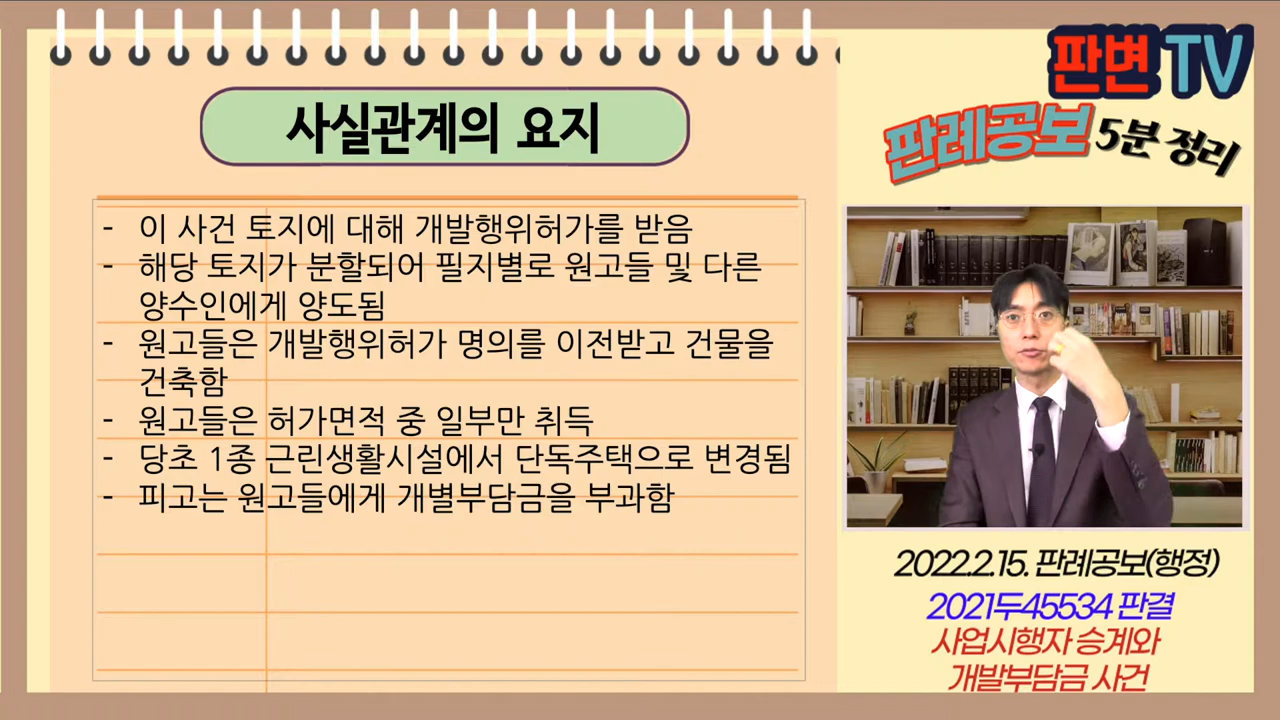 사실관계의 요지
- 이 사건 토지에 대해 개발행위허가를 받음
- 해당 토지가 분할되어 필지별로 원고들 및 다른
양수인에게 양도됨
- 원고들은 개발행위허가 명의를 이전받고 건물을
건축함
- 원고들은 허가면적 중 일부만 취득
- 당초 1종 근린생활시설에서 단독주택으로 변경됨
- 피고는 원고들에게 개별부담금을 부과함
판변 TV
판례공보 5분 정리
2022.2.15. 판례공보(행정)
2021두45534 판결
사업시행자 승계와
개발부담금 사건